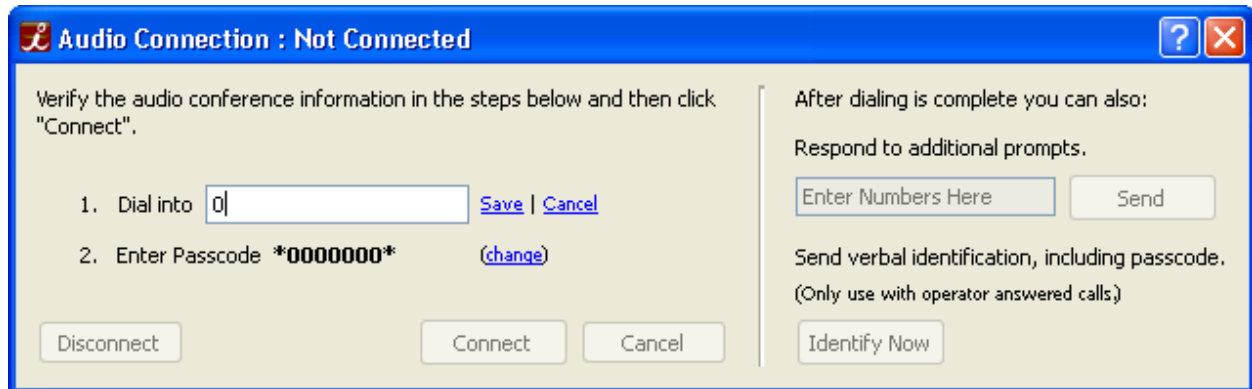 Audio Connection : Not Connected
Verify the audio conference information in the steps below and then click
"Connect".
1. Dial into 0 Save | Cancel
2. Enter Passcode *0000000* (change)
Disconnect Connect Cancel
After dialing is complete you can also:
Respond to additional prompts.
Enter Numbers Here Send
Send verbal identification, including passcode.
(Only use with operator answered calls.)
Identify Now